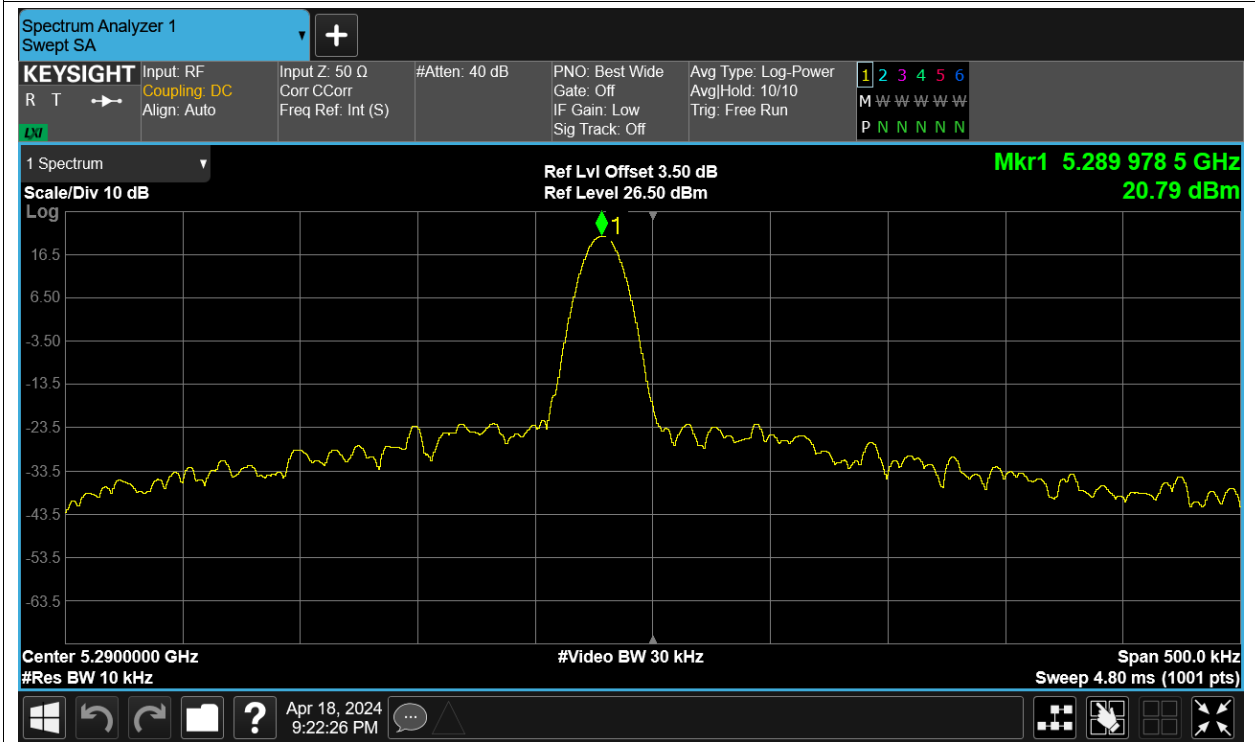 Spectrum Analyzer 1
Swept SA
+
KEYSIGHT Input: RF Input Z: 50 Ω #Atten: 40 dB PNO: Best Wide Avg Type: Log-Power 1 2 3 4 5 6
R T Coupling: DC Corr CCorr Gate: Off Avg|Hold: 10/10 M W W W W W
Align: Auto Freq Ref: Int (S) IF Gain: Low Trig: Free Run
LXI Sig Track: Off P N N N N N
1 Spectrum
Scale/Div 10 dB
Ref Lvl Offset 3.50 dB
Ref Level 26.50 dBm
Mkr1 5.289 978 5 GHz
20.79 dBm
Log
1
16.5
6.50
-3.50
-13.5
-23.5
-33.5
-43.5
-53.5
-63.5
Center 5.2900000 GHz #Video BW 30 kHz Span 500.0 kHz
#Res BW 10 kHz Sweep 4.80 ms (1001 pts)
? Apr 18, 2024
9:22:26 PM